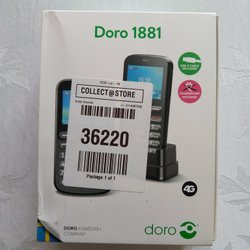 Doro 1881
COLLECT@STORE
36220
Package 1 of 1
4G
DORO A SWEDISH
COMPANY
doro